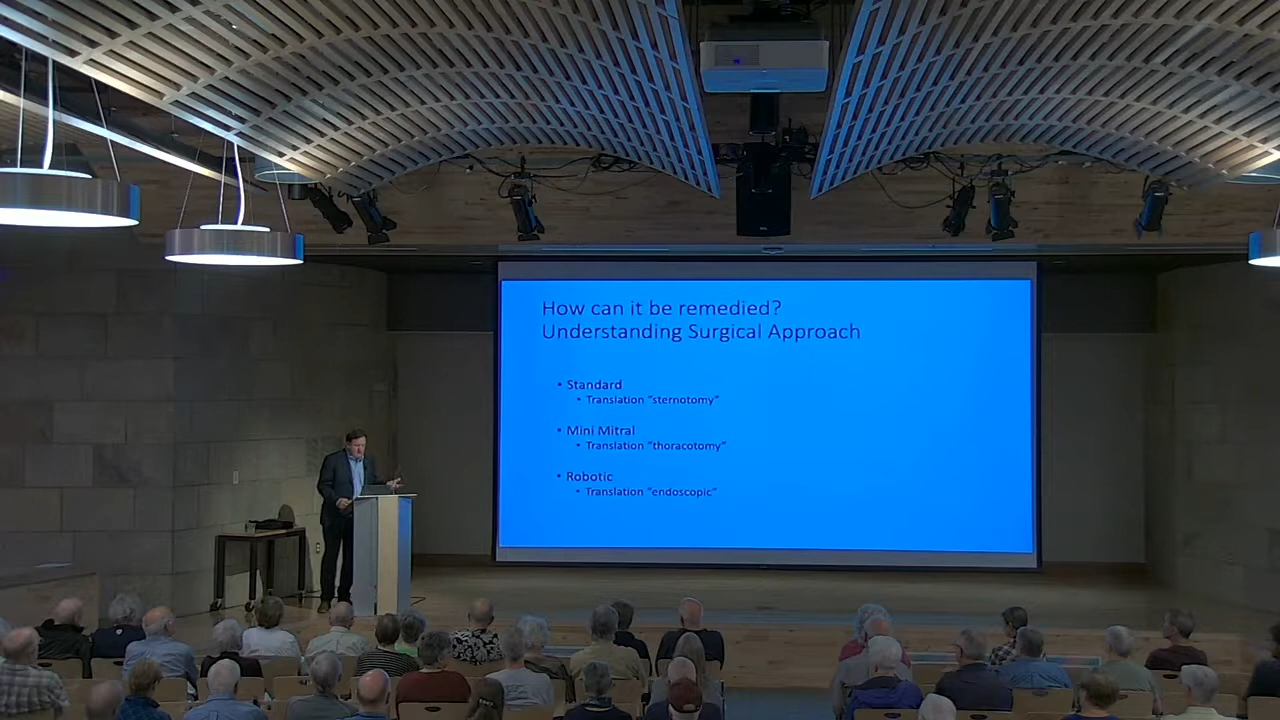 How can it be remedied?
Understanding Surgical Approach
• Standard
• Translation "sternotomy"
• Mini Mitral
• Translation "thoracotomy"
• Robotic
• Translation "endoscopic"